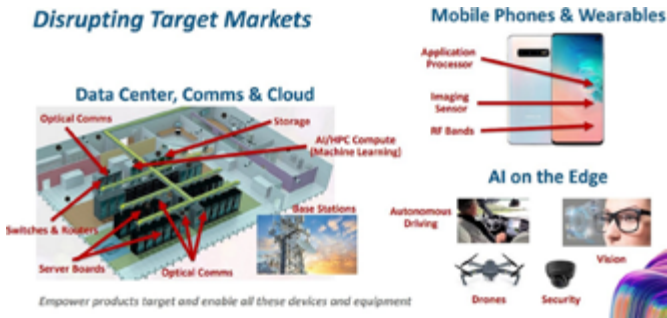 Disrupting Target Markets
Mobile Phones & Wearables
Application
Processor
Imaging
Sensor
RF Bands
Data Center, Comms & Cloud
Optical Comms
Storage
AI/HPC Compute
(Machine Learning)
Switches & Routers
Server Boards
Optical Comms
Base Stations
AI on the Edge
Autonomous
Driving
Vision
Drones
Security
Empower products target and enable all these devices and equipment